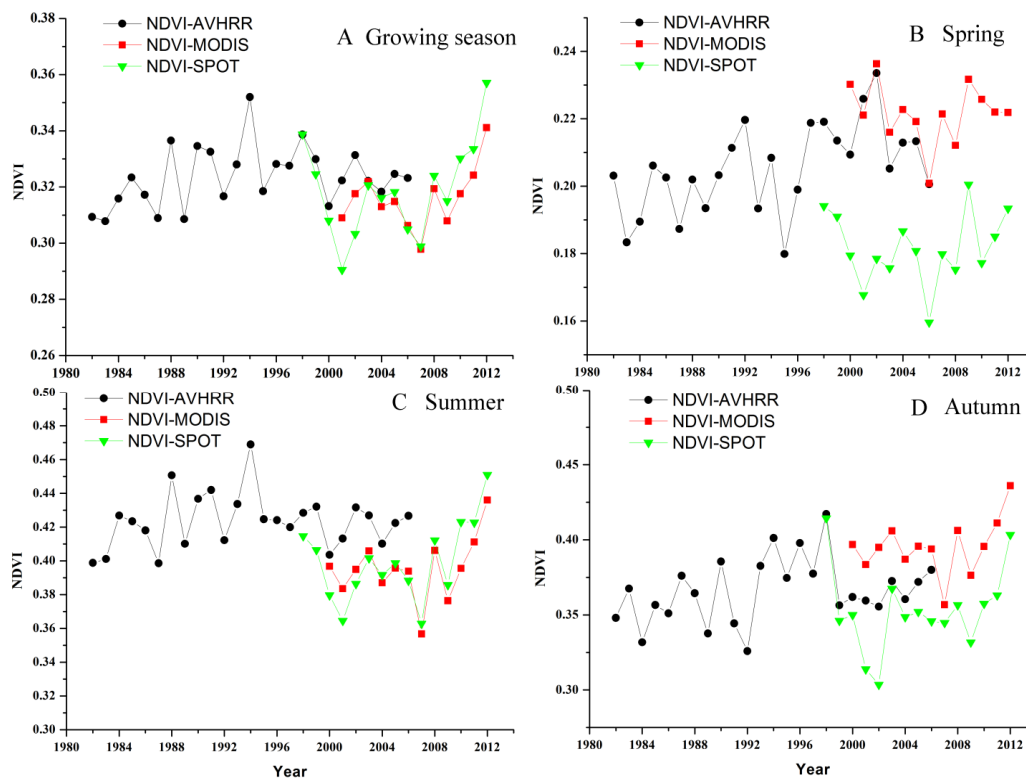 NDVI-AVHRR
NDVI-MODIS
NDVI-SPOT
A Growing season
NDVI
0.38
0.36
0.34
0.32
0.30
0.28
0.26
1980 1984 1988 1992 1996 2000 2004 2008 2012
NDVI-AVHRR
NDVI-MODIS
NDVI-SPOT
B Spring
NDVI
0.24
0.22
0.20
0.18
0.16
1980 1984 1988 1992 1996 2000 2004 2008 2012
NDVI-AVHRR
NDVI-MODIS
NDVI-SPOT
C Summer
NDVI
0.50
0.48
0.46
0.44
0.42
0.40
0.38
0.36
0.34
0.32
0.30
1980 1984 1988 1992 1996 2000 2004 2008 2012
Year
NDVI-AVHRR
NDVI-MODIS
NDVI-SPOT
D Autumn
NDVI
0.50
0.45
0.40
0.35
0.30
1980 1984 1988 1992 1996 2000 2004 2008 2012
Year